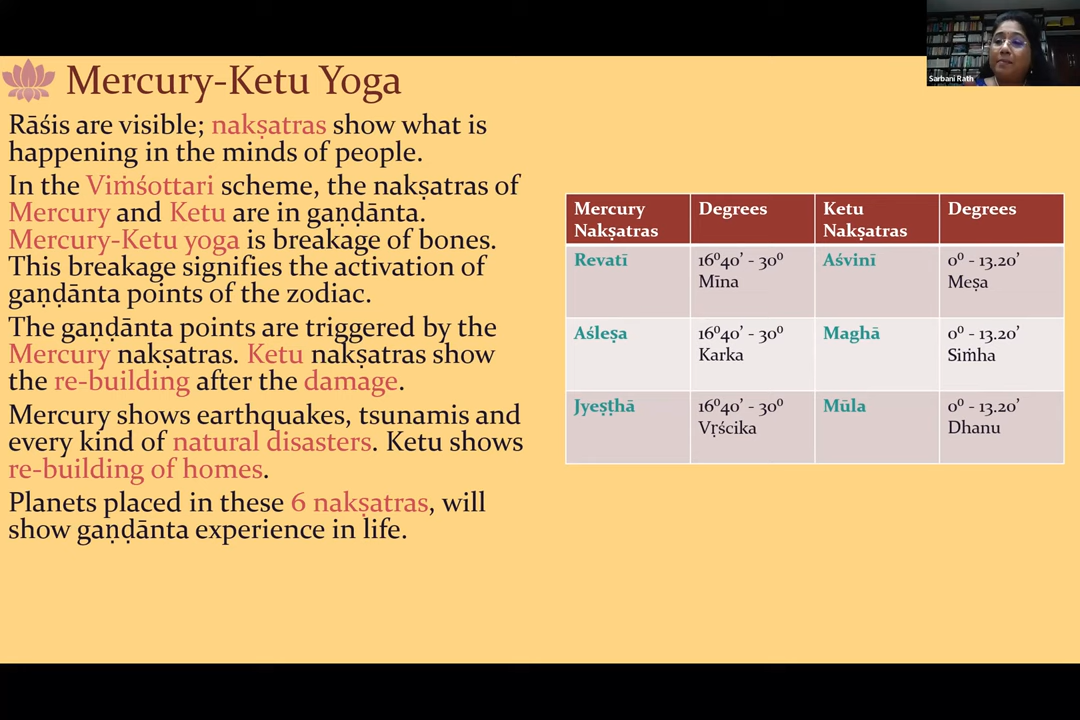 Mercury-Ketu Yoga
Rāśis are visible; nakṣatras show what is
happening in the minds of people.
In the Viṁśottari scheme, the nakṣatras of
Mercury and Ketu are in gaṇḍānta.
Mercury-Ketu yoga is breakage of bones.
This breakage signifies the activation of
gaṇḍānta points of the zodiac.
The gaṇḍānta points are triggered by the
Mercury nakṣatras. Ketu nakṣatras show
the re-building after the damage.
Mercury shows earthquakes, tsunamis and
every kind of natural disasters. Ketu shows
re-building of homes.
Planets placed in these 6 nakṣatras, will
show gaṇḍānta experience in life.
Mercury Nakṣatras Degrees Ketu Nakṣatras Degrees
Revatī 16⁰40’ - 30⁰ Mīna Aśvinī 0⁰ - 13.20’ Meṣa
Aśleṣa 16⁰40’ - 30⁰ Karka Maghā 0⁰ - 13.20’ Siṁha
Jyeṣṭhā 16⁰40’ - 30⁰ Vṛścika Mūla 0⁰ - 13.20’ Dhanu
Sarbani Rath